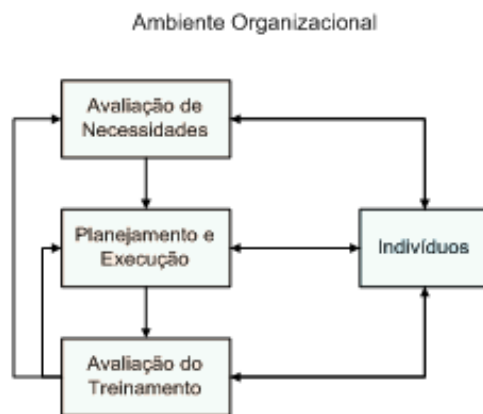 Ambiente Organizacional
Avaliação de
Necessidades
Planejamento e
Execução
Indivíduos
Avaliação do
Treinamento